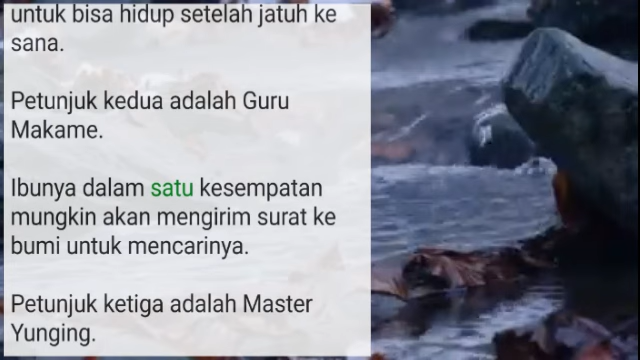 untuk bisa hidup setelah jatuh ke
sana.
Petunjuk kedua adalah Guru
Makame.
Ibunya dalam satu kesempatan
mungkin akan mengirim surat ke
bumi untuk mencarinya.
Petunjuk ketiga adalah Master
Yunging.